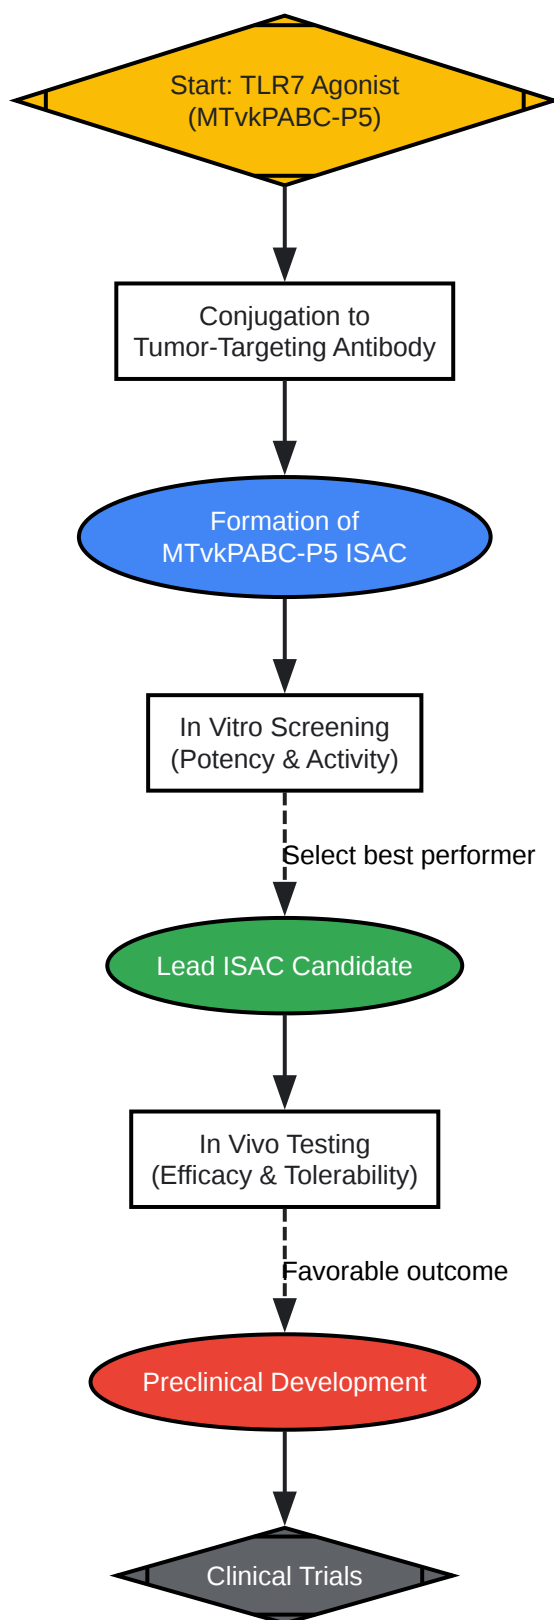 Start: TLR7 Agonist
(MTvkPABC-P5)
Conjugation to
Tumor-Targeting Antibody
Formation of
MTvkPABC-P5 ISAC
In Vitro Screening
(Potency & Activity)
Select best performer
Lead ISAC Candidate
In Vivo Testing
(Efficacy & Tolerability)
Favorable outcome
Preclinical Development
Clinical Trials